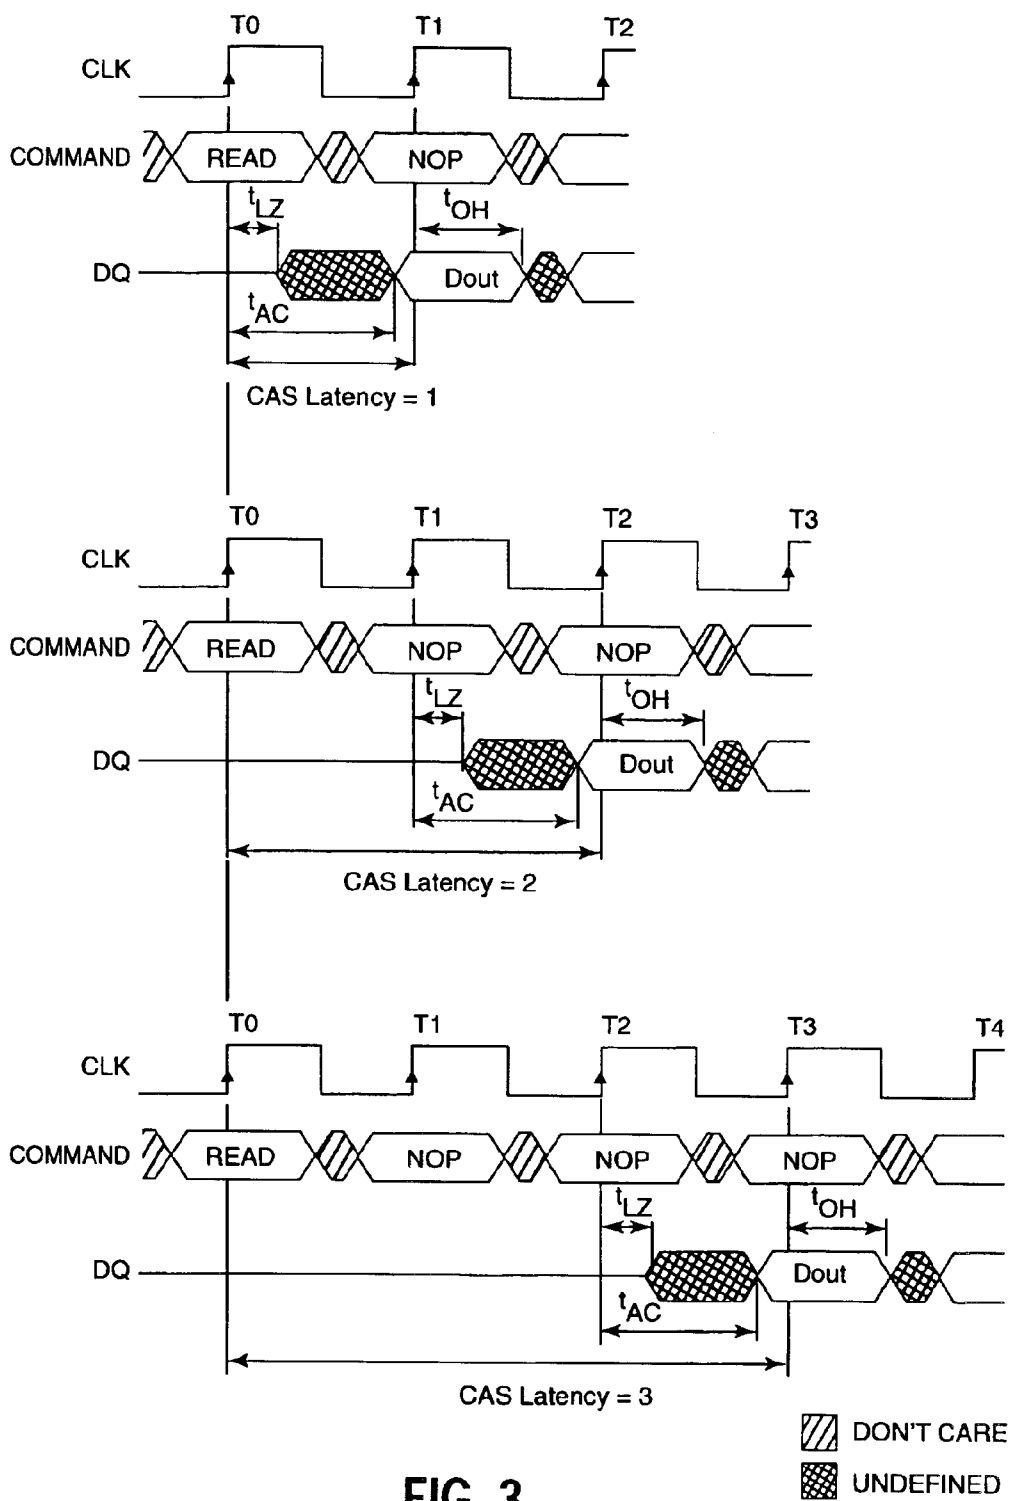 T0 T1 T2
CLK
COMMAND READ NOP
tLZ tOH
DQ Dout
tAC
CAS Latency = 1
T0 T1 T2 T3
CLK
COMMAND READ NOP NOP
tLZ tOH
DQ Dout
tAC
CAS Latency = 2
T0 T1 T2 T3 T4
CLK
COMMAND READ NOP NOP NOP
tLZ tOH
DQ Dout
tAC
CAS Latency = 3
DON'T CARE
UNDEFINED
FIG. 3